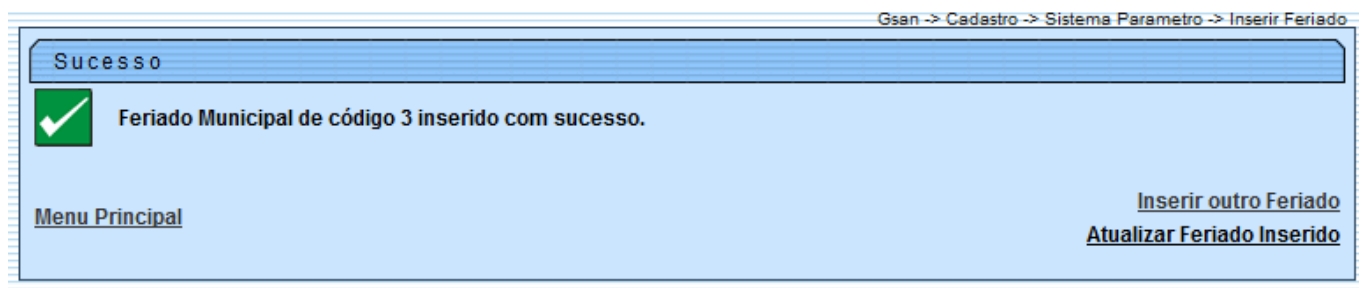 Gsan -> Cadastro -> Sistema Parametro -> Inserir Feriado
Sucesso
Feriado Municipal de código 3 inserido com sucesso.
Inserir outro Feriado
Menu Principal
Atualizar Feriado Inserido